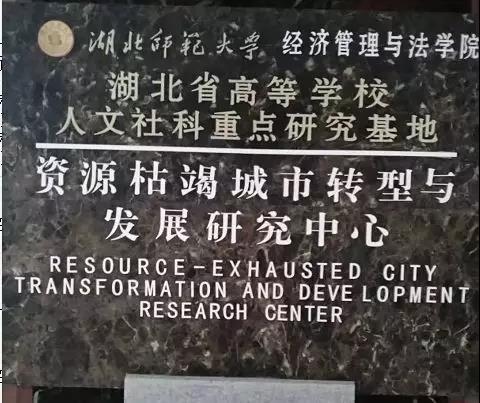 湖北师范大学 经济管理与法学院
湖北省高等学校
人文社科重点研究基地
资源枯竭城市转型与
发展研究中心
RESOURCE-EXHAUSTED CITY
TRANSFORMATION AND DEVELOPMENT
RESEARCH CENTER